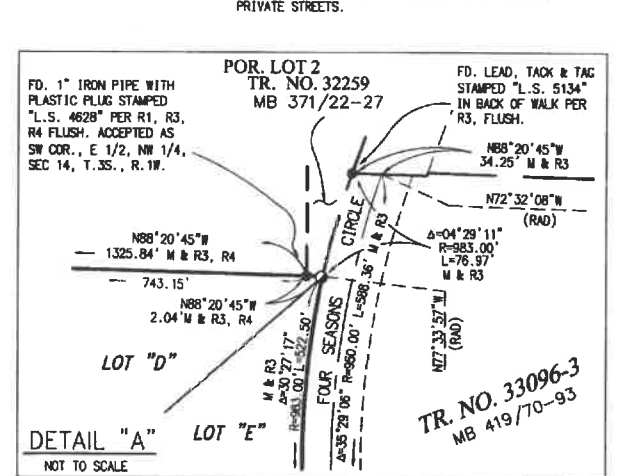 PRIVATE STREETS.
FD. 1" IRON PIPE WITH
PLASTIC PLUG STAMPED
"L.S. 4628" PER R1, R3,
R4 FLUSH. ACCEPTED AS
SW COR., E 1/2, NW 1/4,
SEC 14, T.3S., R.1W.
POR. LOT 2
TR. NO. 32259
MB 371/22-27
FD. LEAD, TACK & TAG
STAMPED "L.S. 5134"
IN BACK OF WALK PER
R3, FLUSH.
N88°20'45"W
34.25' M & R3
N72°32'08"W
(RAD)
Δ=04°29'11"
R=983.00'
L=76.97'
M & R3
N88°20'45"W
1325.84' M & R3, R4
743.15'
N88°20'45"W
2.04' M & R3, R4
N77°33'57"W
(RAD)
FOUR SEASONS CIRCLE
M & R3
Δ=30°27'17"
R=983.00' L=522.50'
Δ=35°29'06" R=960.00' L=588.36' M & R3
LOT "D"
LOT "E"
TR. NO. 33096-3
MB 419/70-93
DETAIL "A"
NOT TO SCALE